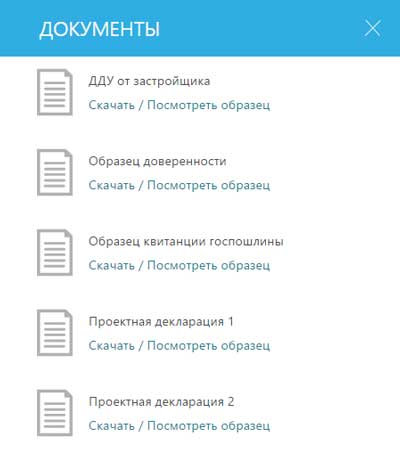 ДОКУМЕНТЫ
ДДУ от застройщика
Скачать / Посмотреть образец
Образец доверенности
Скачать / Посмотреть образец
Образец квитанции госпошлины
Скачать / Посмотреть образец
Проектная декларация 1
Скачать / Посмотреть образец
Проектная декларация 2
Скачать / Посмотреть образец